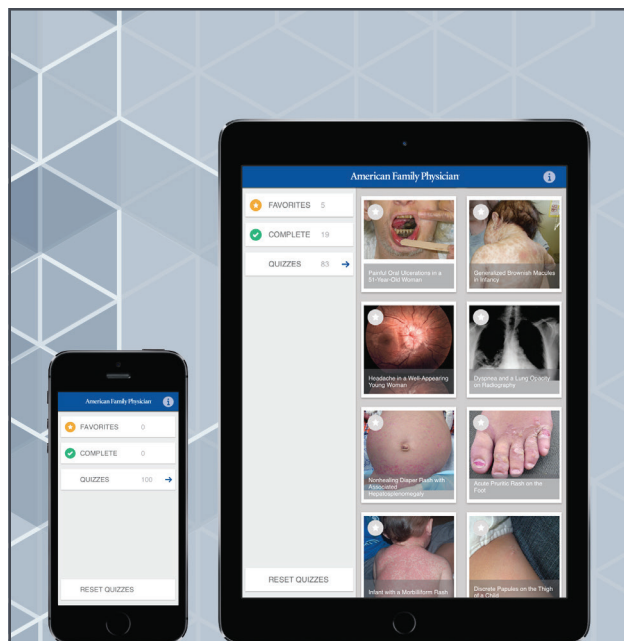 American Family Physician
FAVORITES 0
COMPLETE 0
QUIZZES 100
RESET QUIZZES
American Family Physician
FAVORITES 5
COMPLETE 19
QUIZZES 83
RESET QUIZZES
Painful Oral Ulcerations in a
51-Year-Old Woman
Generalized Brownish Macules
in Infancy
Headache in a Well-Appearing
Young Woman
Dyspnea and a Lung Opacity
on Radiography
Nonhealing Diaper Rash with
Associated
Hepatosplenomegaly
Acute Pruritic Rash on the
Foot
Infant with a Morbilliform Rash
Discrete Papules on the Thigh
of a Child